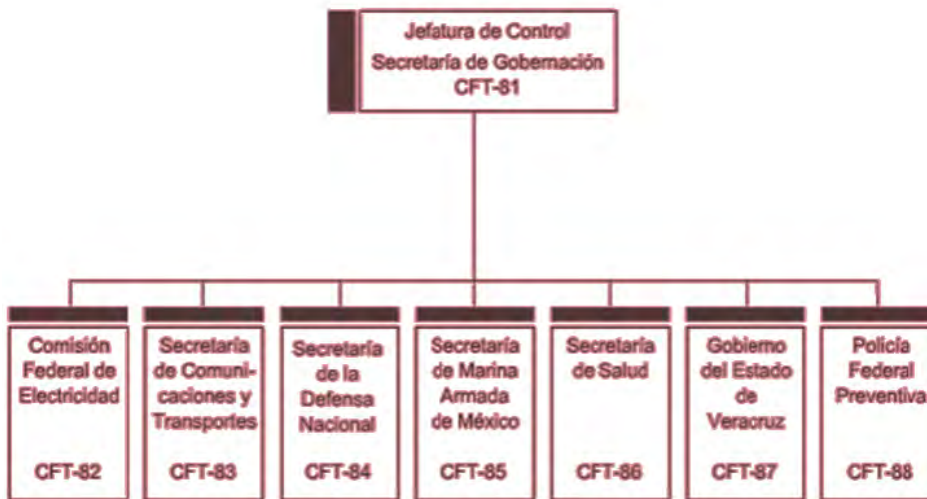 Jefatura de Control
Secretaría de Gobernación
CFT-81
Comisión
Federal de
Electricidad
CFT-82
Secretaría
de Comuni-
caciones y
Transportes
CFT-83
Secretaría
de la
Defensa
Nacional
CFT-84
Secretaría
de Marina
Armada
de México
CFT-85
Secretaría
de Salud
CFT-86
Gobierno
del Estado
de
Veracruz
CFT-87
Policía
Federal
Preventiva
CFT-88